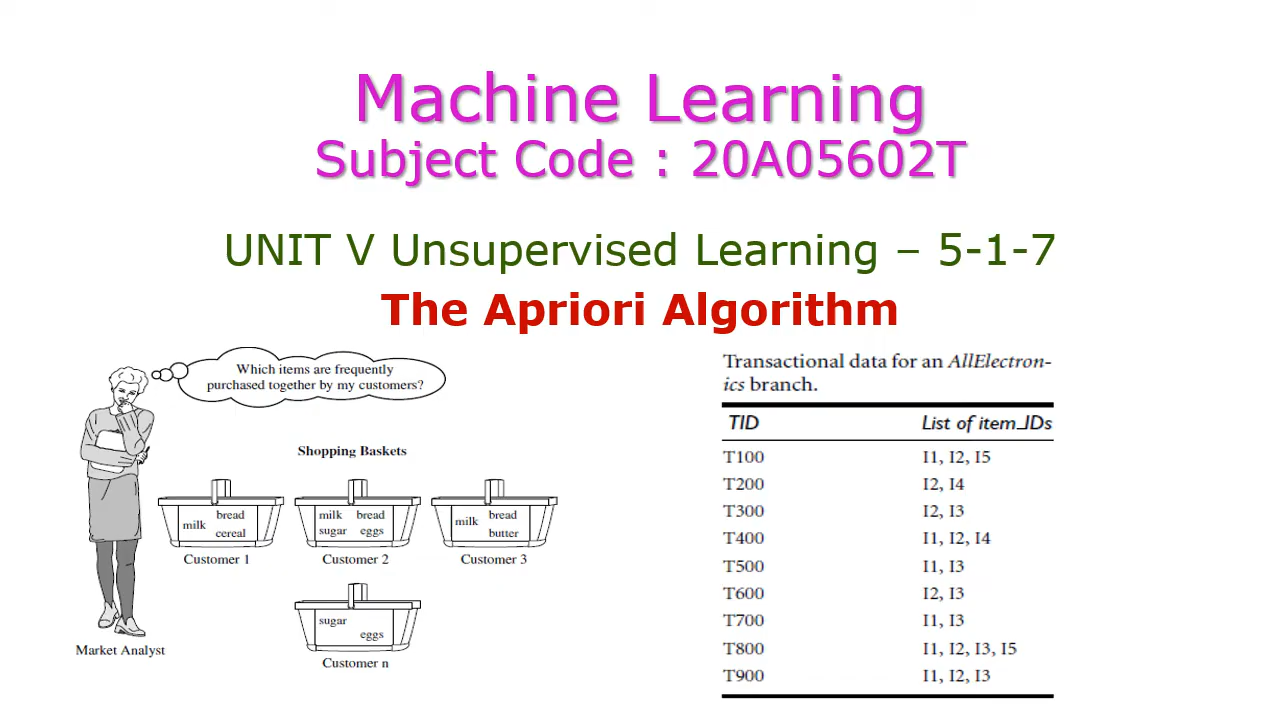 Machine Learning
Subject Code : 20A05602T
UNIT V Unsupervised Learning – 5-1-7
The Apriori Algorithm
Which items are frequently
purchased together by my customers?
Shopping Baskets
milk bread
cereal
Customer 1
milk bread
sugar eggs
Customer 2
milk bread
butter
Customer 3
sugar
eggs
Customer n
Market Analyst
Transactional data for an AllElectron-
ics branch.
TID List of item_IDs
T100 I1, I2, I5
T200 I2, I4
T300 I2, I3
T400 I1, I2, I4
T500 I1, I3
T600 I2, I3
T700 I1, I3
T800 I1, I2, I3, I5
T900 I1, I2, I3